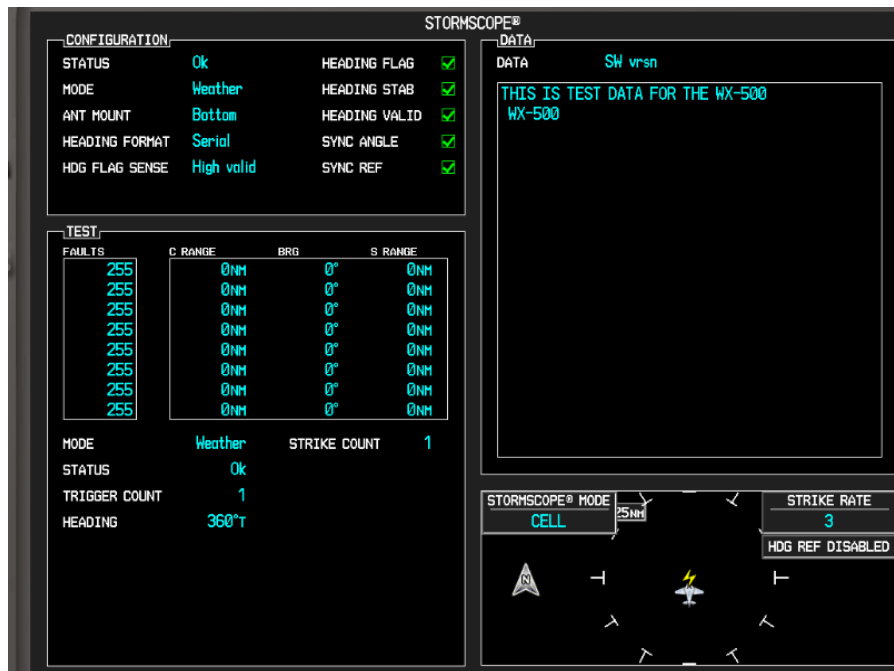 STORMSCOPE®
CONFIGURATION
STATUS Ok HEADING FLAG
MODE Weather HEADING STAB
ANT MOUNT Bottom HEADING VALID
HEADING FORMAT Serial SYNC ANGLE
HDG FLAG SENSE High valid SYNC REF
DATA
DATA SW vrsn
THIS IS TEST DATA FOR THE WX-500
WX-500
TEST
FAULTS C RANGE BRG S RANGE
255 0NM 0° 0NM
255 0NM 0° 0NM
255 0NM 0° 0NM
255 0NM 0° 0NM
255 0NM 0° 0NM
255 0NM 0° 0NM
255 0NM 0° 0NM
255 0NM 0° 0NM
MODE Weather STRIKE COUNT 1
STATUS Ok
TRIGGER COUNT 1
HEADING 360°T
STORMSCOPE® MODE
CELL
25NM
STRIKE RATE
3
HDG REF DISABLED
N